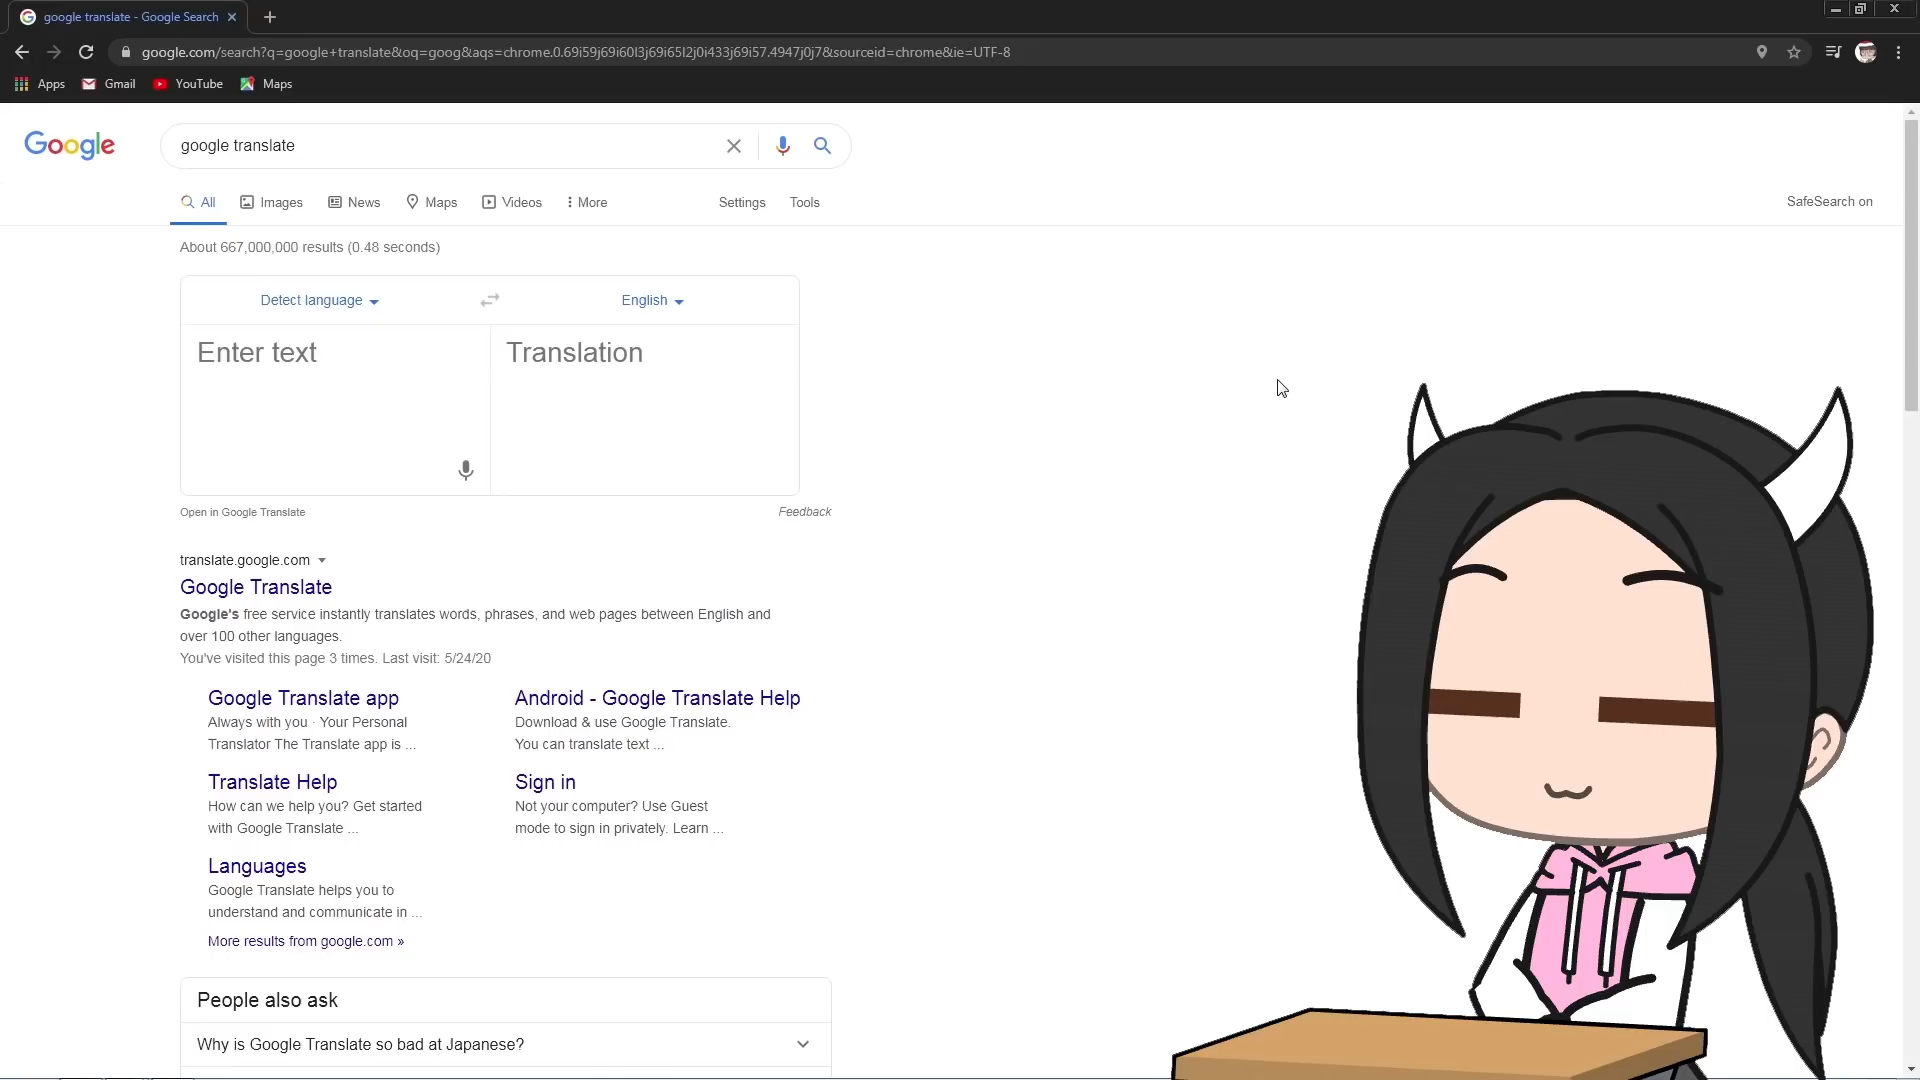 google translate - Google Search
google.com/search?q=google+translate&oq=goog&aqs=chrome.0.69i59j69i60l3j69i65l2j0i433j69i57.4947j0j7&sourceid=chrome&ie=UTF-8
Apps Gmail YouTube Maps
Google google translate
All Images News Maps Videos More Settings Tools SafeSearch on
About 667,000,000 results (0.48 seconds)
Detect language English
Enter text Translation
Open in Google Translate Feedback
translate.google.com
Google Translate
Google's free service instantly translates words, phrases, and web pages between English and
over 100 other languages.
You've visited this page 3 times. Last visit: 5/24/20
Google Translate app
Always with you · Your Personal
Translator The Translate app is ...
Android - Google Translate Help
Download & use Google Translate.
You can translate text ...
Translate Help
How can we help you? Get started
with Google Translate ...
Sign in
Not your computer? Use Guest
mode to sign in privately. Learn ...
Languages
Google Translate helps you to
understand and communicate in ...
More results from google.com »
People also ask
Why is Google Translate so bad at Japanese?